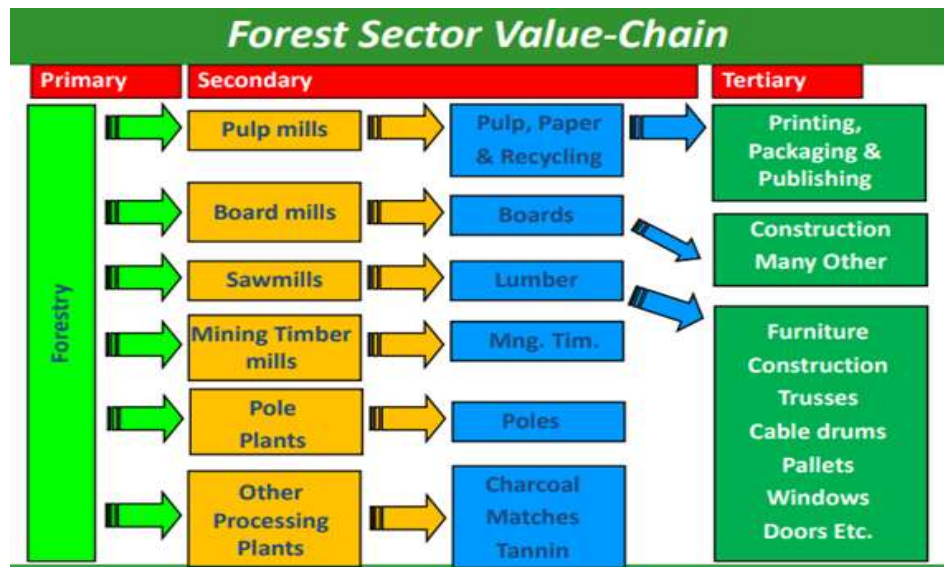 Forest Sector Value-Chain
Primary
Secondary
Tertiary
Forestry
Pulp mills
Pulp, Paper
& Recycling
Printing,
Packaging &
Publishing
Board mills
Boards
Construction
Many Other
Sawmills
Lumber
Mining Timber
mills
Mng. Tim.
Pole
Plants
Poles
Other
Processing
Plants
Charcoal
Matches
Tannin
Furniture
Construction
Trusses
Cable drums
Pallets
Windows
Doors Etc.